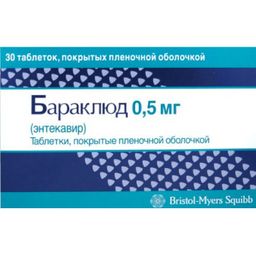 30 таблеток, покрытых пленочной оболочкой
Бараклюд 0,5 мг
(энтекавир)
Таблетки, покрытые пленочной оболочкой
Bristol-Myers Squibb